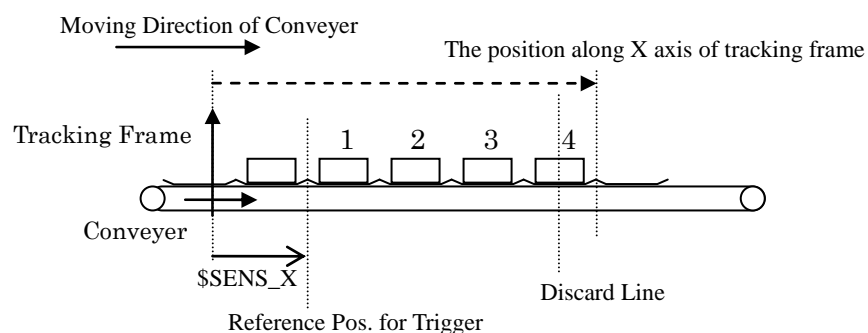 Moving Direction of Conveyer
The position along X axis of tracking frame
Tracking Frame
1 2 3 4
Conveyer
$SENS_X
Discard Line
Reference Pos. for Trigger